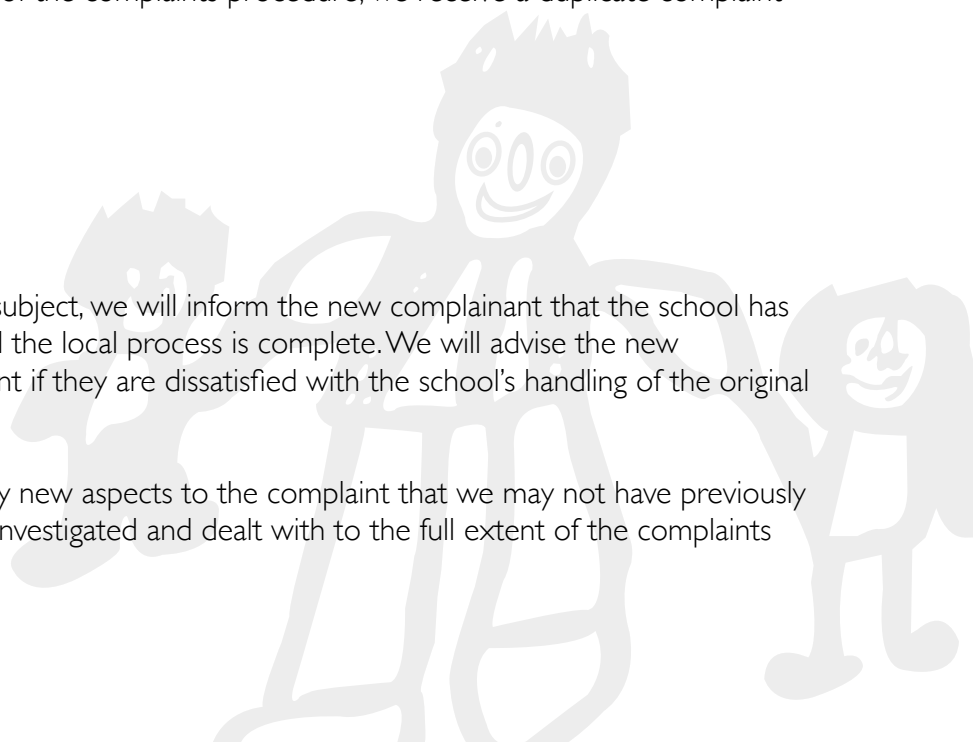 of the complaints procedure, we receive a duplicate complaint
subject, we will inform the new complainant that the school has
the local process is complete. We will advise the new
if they are dissatisfied with the school's handling of the original
new aspects to the complaint that we may not have previously
investigated and dealt with to the full extent of the complaints